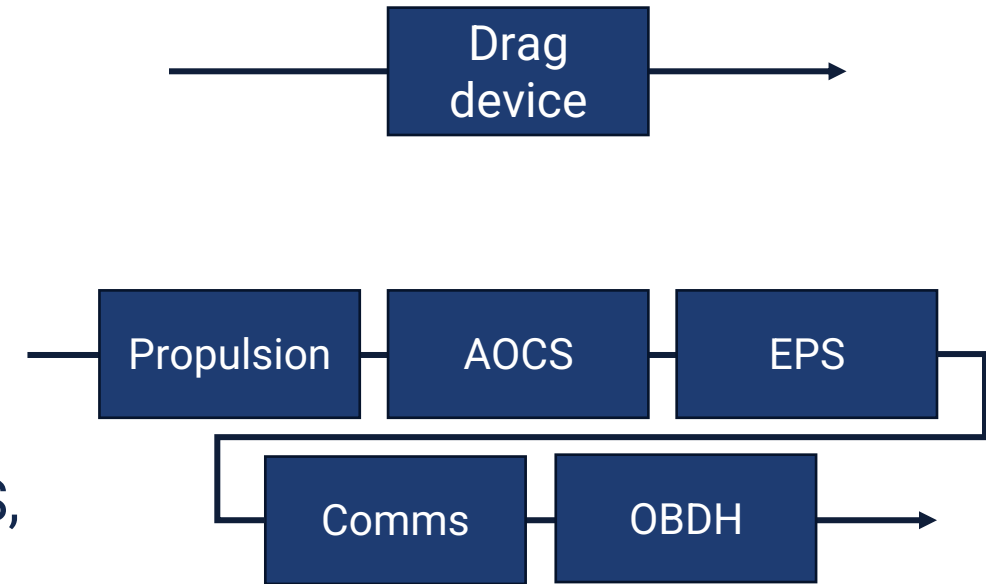 Drag
device
Propulsion AOCS EPS
S,
Comms OBDH